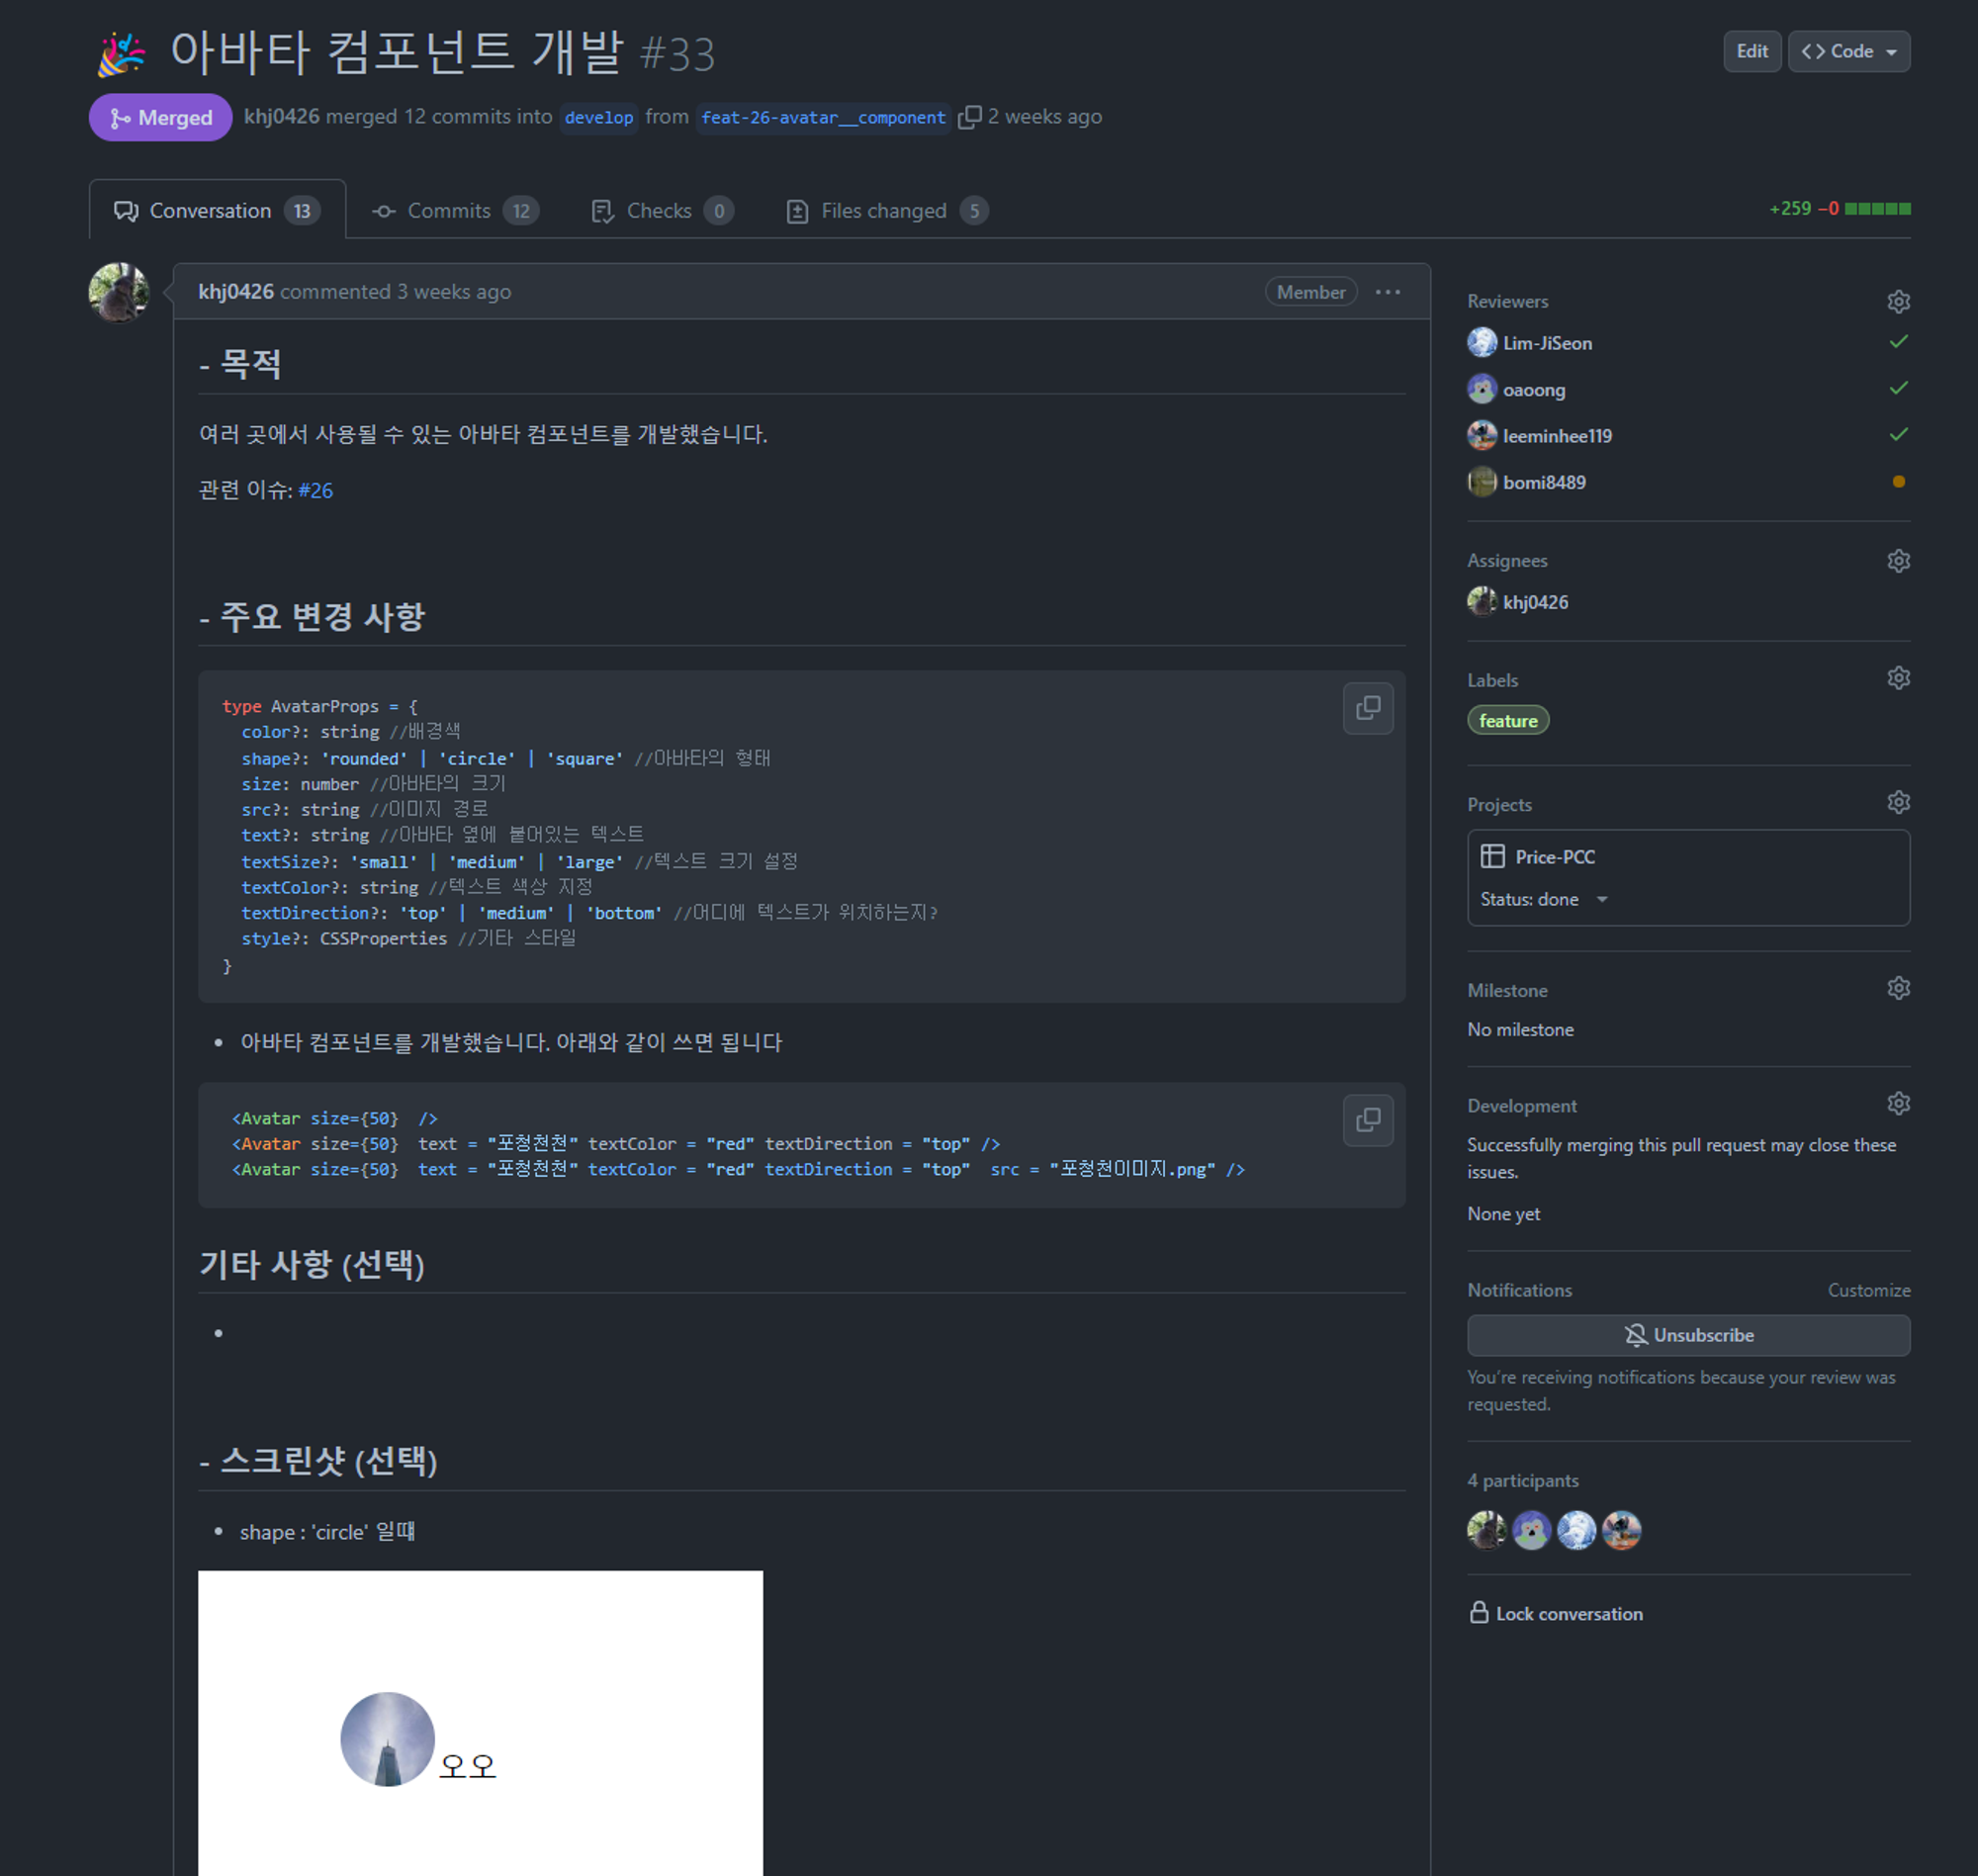 🎉 아바타 컴포넌트 개발 #33
Edit
Code
Merged
khj0426 merged 12 commits into develop from feat-26-avatar__component 2 weeks ago
Conversation 13
Commits 12
Checks 0
Files changed 5
+259 −0
khj0426 commented 3 weeks ago
Member
- 목적
여러 곳에서 사용될 수 있는 아바타 컴포넌트를 개발했습니다.
관련 이슈: #26
- 주요 변경 사항
type AvatarProps = {
color?: string //배경색
shape?: 'rounded' | 'circle' | 'square' //아바타의 형태
size: number //아바타의 크기
src?: string //이미지 경로
text?: string //아바타 옆에 붙어있는 텍스트
textSize?: 'small' | 'medium' | 'large' //텍스트 크기 설정
textColor?: string //텍스트 색상 지정
textDirection?: 'top' | 'medium' | 'bottom' //어디에 텍스트가 위치하는지?
style?: CSSProperties //기타 스타일
}
• 아바타 컴포넌트를 개발했습니다. 아래와 같이 쓰면 됩니다
<Avatar size={50}  />
<Avatar size={50}  text = "포청천천" textColor = "red" textDirection = "top" />
<Avatar size={50}  text = "포청천천" textColor = "red" textDirection = "top"  src = "포청천이미지.png" />
기타 사항 (선택)
•
- 스크린샷 (선택)
• shape : 'circle' 일떄
오오
Reviewers
Lim-JiSeon
oaoong
leeminhee119
bomi8489
Assignees
khj0426
Labels
feature
Projects
Price-PCC
Status: done
Milestone
No milestone
Development
Successfully merging this pull request may close these
issues.
None yet
Notifications
Customize
Unsubscribe
You're receiving notifications because your review was
requested.
4 participants
Lock conversation